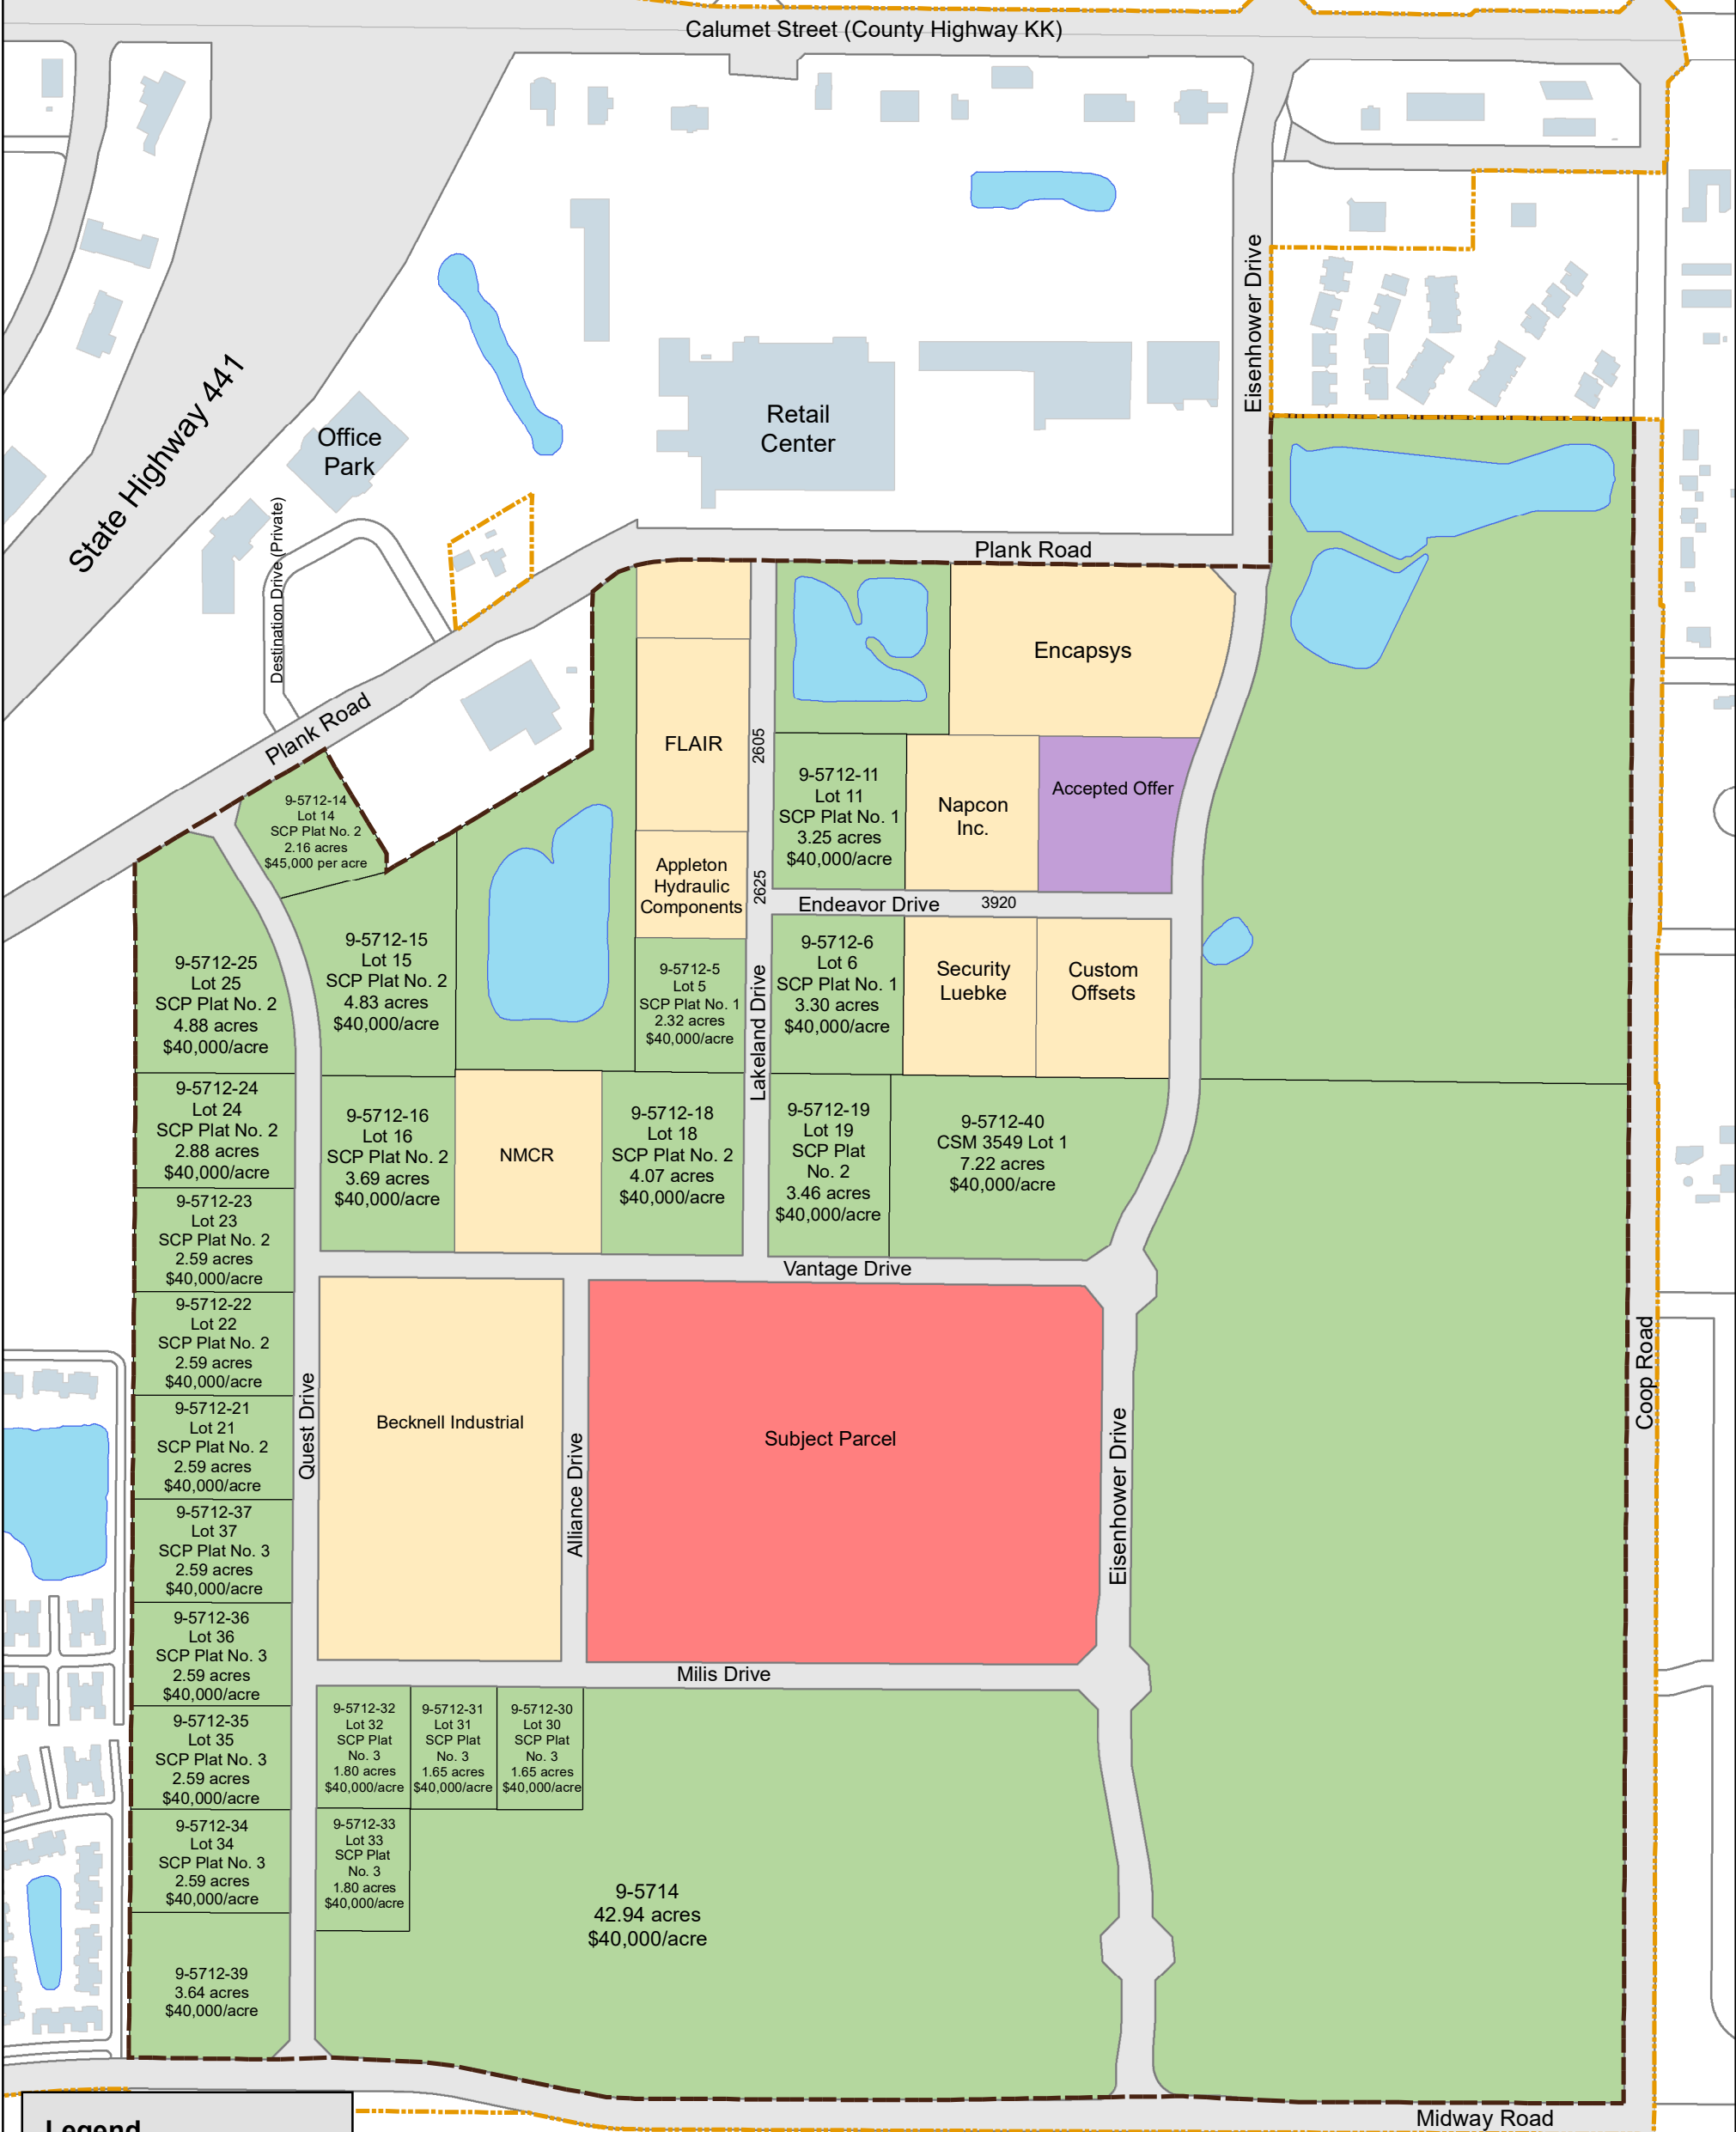 Calumet Street (County Highway KK)
State Highway 441
Eisenhower Drive
Office
Park
Retail
Center
Destination Drive (Private)
Plank Road
Plank Road
Encapsys
FLAIR
2605
9-5712-11
Lot 11
SCP Plat No. 1
3.25 acres
$40,000/acre
Napcon
Inc.
Accepted Offer
9-5712-14
Lot 14
SCP Plat No. 2
2.16 acres
$45,000 per acre
Appleton
Hydraulic
Components
2625
Endeavor Drive
3920
9-5712-25
Lot 25
SCP Plat No. 2
4.88 acres
$40,000/acre
9-5712-15
Lot 15
SCP Plat No. 2
4.83 acres
$40,000/acre
9-5712-5
Lot 5
SCP Plat No. 1
2.32 acres
$40,000/acre
Lakeland Drive
9-5712-6
Lot 6
SCP Plat No. 1
3.30 acres
$40,000/acre
Security
Luebke
Custom
Offsets
9-5712-24
Lot 24
SCP Plat No. 2
2.88 acres
$40,000/acre
9-5712-16
Lot 16
SCP Plat No. 2
3.69 acres
$40,000/acre
NMCR
9-5712-18
Lot 18
SCP Plat No. 2
4.07 acres
$40,000/acre
9-5712-19
Lot 19
SCP Plat
No. 2
3.46 acres
$40,000/acre
9-5712-40
CSM 3549 Lot 1
7.22 acres
$40,000/acre
9-5712-23
Lot 23
SCP Plat No. 2
2.59 acres
$40,000/acre
Vantage Drive
9-5712-22
Lot 22
SCP Plat No. 2
2.59 acres
$40,000/acre
9-5712-21
Lot 21
SCP Plat No. 2
2.59 acres
$40,000/acre
Quest Drive
Becknell Industrial
Alliance Drive
Subject Parcel
Eisenhower Drive
Coop Road
9-5712-37
Lot 37
SCP Plat No. 3
2.59 acres
$40,000/acre
9-5712-36
Lot 36
SCP Plat No. 3
2.59 acres
$40,000/acre
Milis Drive
9-5712-35
Lot 35
SCP Plat No. 3
2.59 acres
$40,000/acre
9-5712-32
Lot 32
SCP Plat
No. 3
1.80 acres
$40,000/acre
9-5712-31
Lot 31
SCP Plat
No. 3
1.65 acres
$40,000/acre
9-5712-30
Lot 30
SCP Plat
No. 3
1.65 acres
$40,000/acre
9-5712-34
Lot 34
SCP Plat No. 3
2.59 acres
$40,000/acre
9-5712-33
Lot 33
SCP Plat
No. 3
1.80 acres
$40,000/acre
9-5714
42.94 acres
$40,000/acre
9-5712-39
3.64 acres
$40,000/acre
Midway Road
Legend